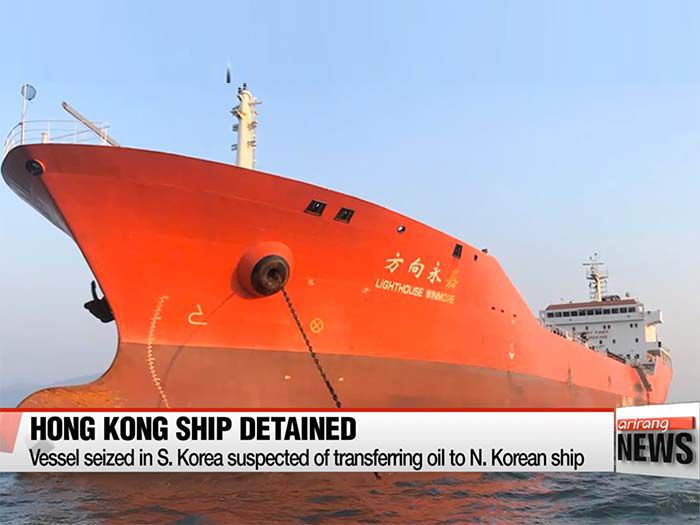 方向永嘉
LIGHTHOUSE WINMORE
HONG KONG SHIP DETAINED
Vessel seized in S. Korea suspected of transferring oil to N. Korean ship
arirang
NEWS